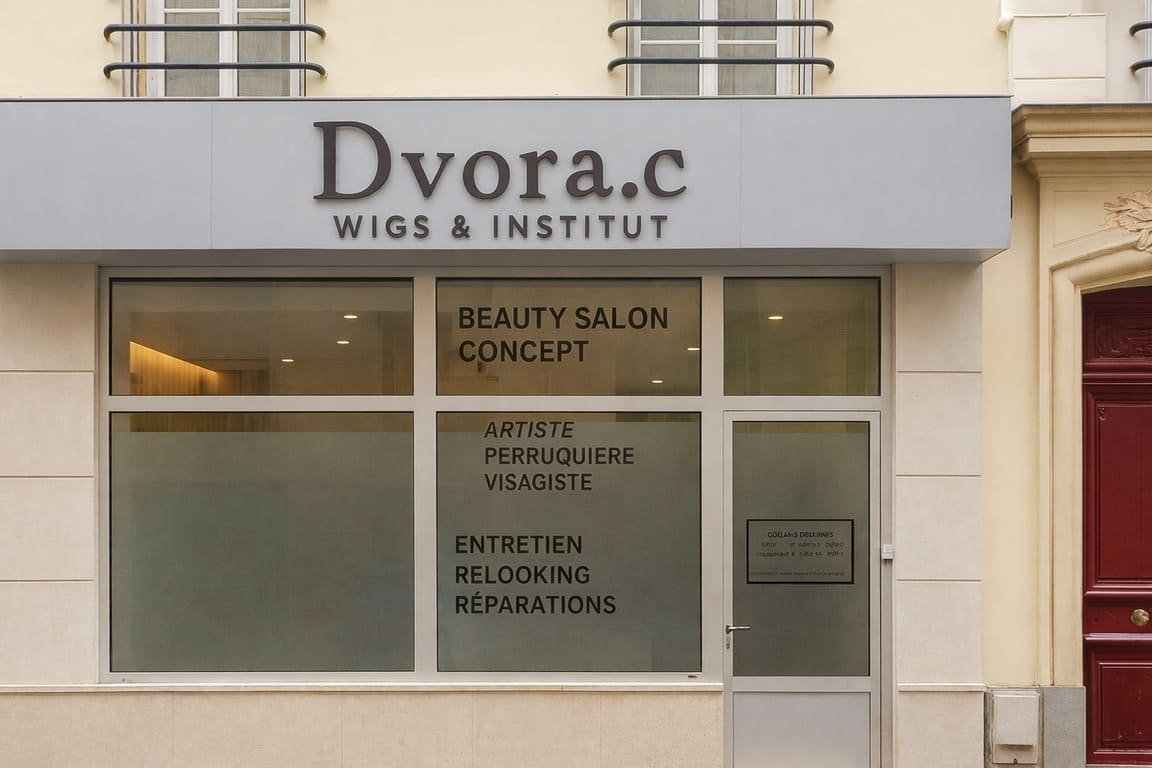 Dvora.c
WIGS & INSTITUT
BEAUTY SALON
CONCEPT
ARTISTE
PERRUQUIERE
VISAGISTE
ENTRETIEN
RELOOKING
RÉPARATIONS